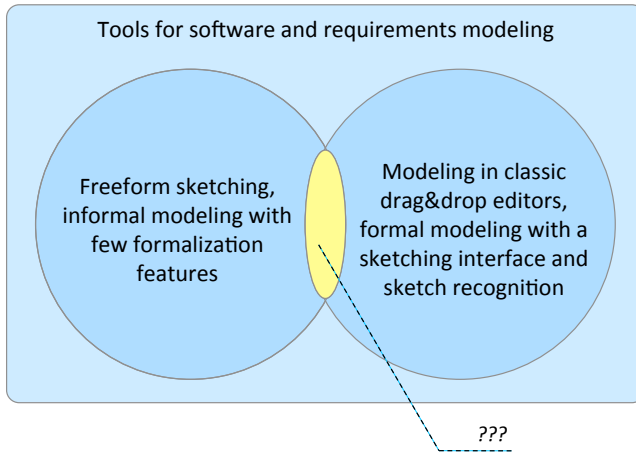 Tools for software and requirements modeling
Freeform sketching,
informal modeling with
few formalization
features
Modeling in classic
drag&drop editors,
formal modeling with a
sketching interface and
sketch recognition
???